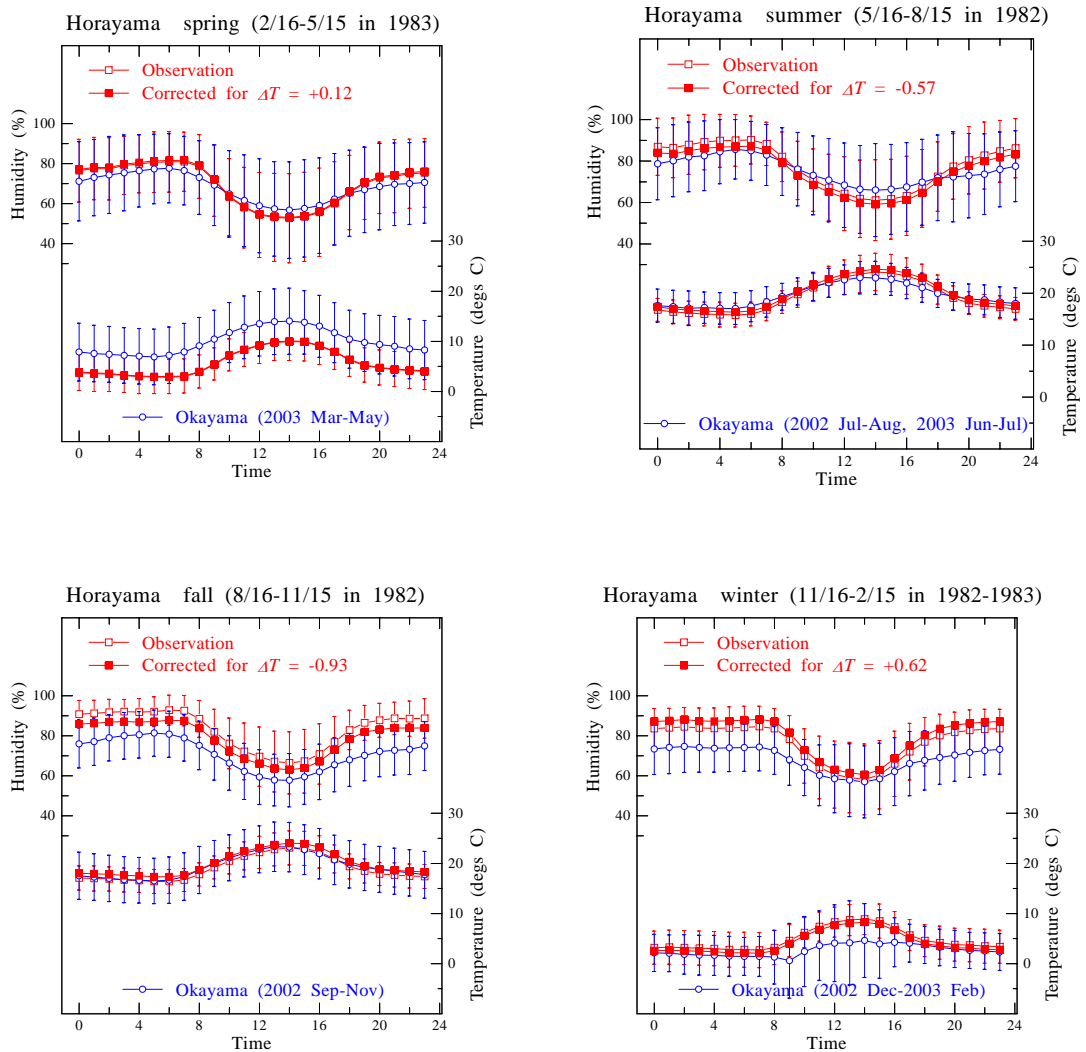 Horayama spring (2/16-5/15 in 1983)
Observation
Corrected for ΔT = +0.12
Humidity (%)
100
80
60
40
30
20
10
0
Temperature (degs C)
Okayama (2003 Mar-May)
0 4 8 12 16 20 24
Time
Horayama summer (5/16-8/15 in 1982)
Observation
Corrected for ΔT = -0.57
Humidity (%)
100
80
60
40
30
20
10
0
Temperature (degs C)
Okayama (2002 Jul-Aug, 2003 Jun-Jul)
0 4 8 12 16 20 24
Time
Horayama fall (8/16-11/15 in 1982)
Observation
Corrected for ΔT = -0.93
Humidity (%)
100
80
60
40
30
20
10
0
Temperature (degs C)
Okayama (2002 Sep-Nov)
0 4 8 12 16 20 24
Time
Horayama winter (11/16-2/15 in 1982-1983)
Observation
Corrected for ΔT = +0.62
Humidity (%)
100
80
60
40
30
20
10
0
Temperature (degs C)
Okayama (2002 Dec-2003 Feb)
0 4 8 12 16 20 24
Time